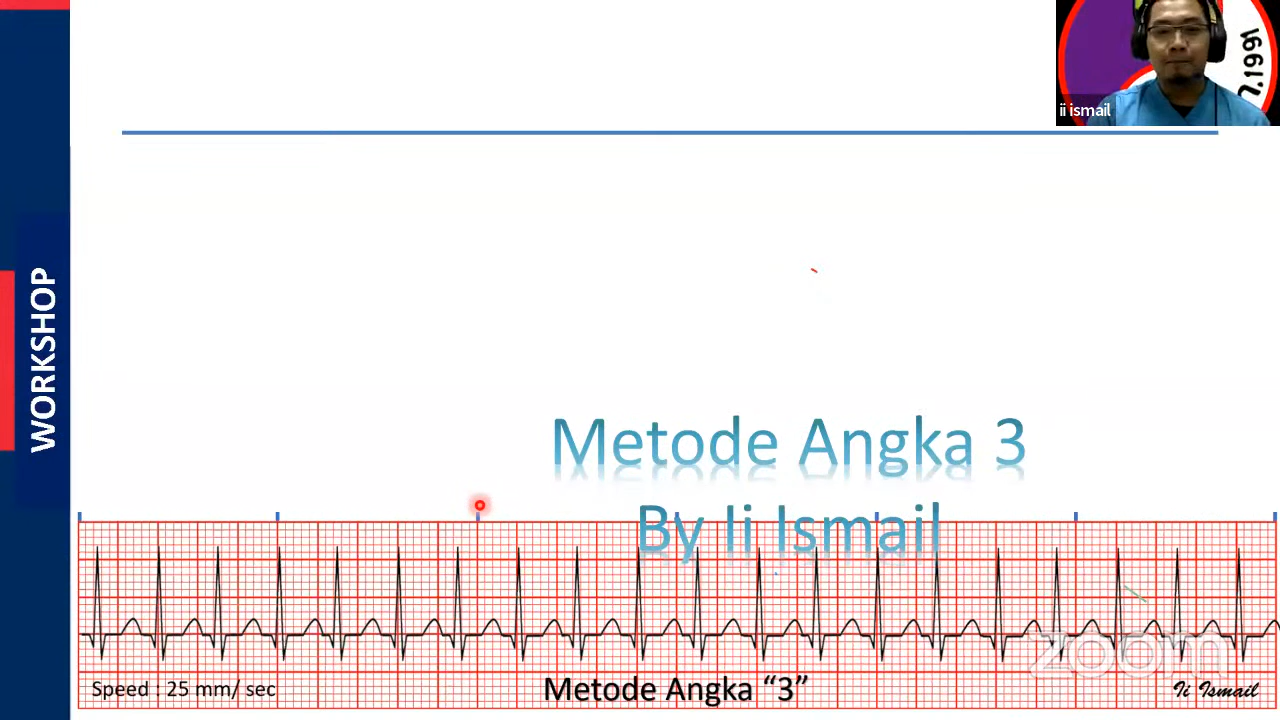 ii ismail
WORKSHOP
Metode Angka 3
By Ii Ismail
zoom
Speed : 25 mm/ sec
Metode Angka “3”
Ii Ismail